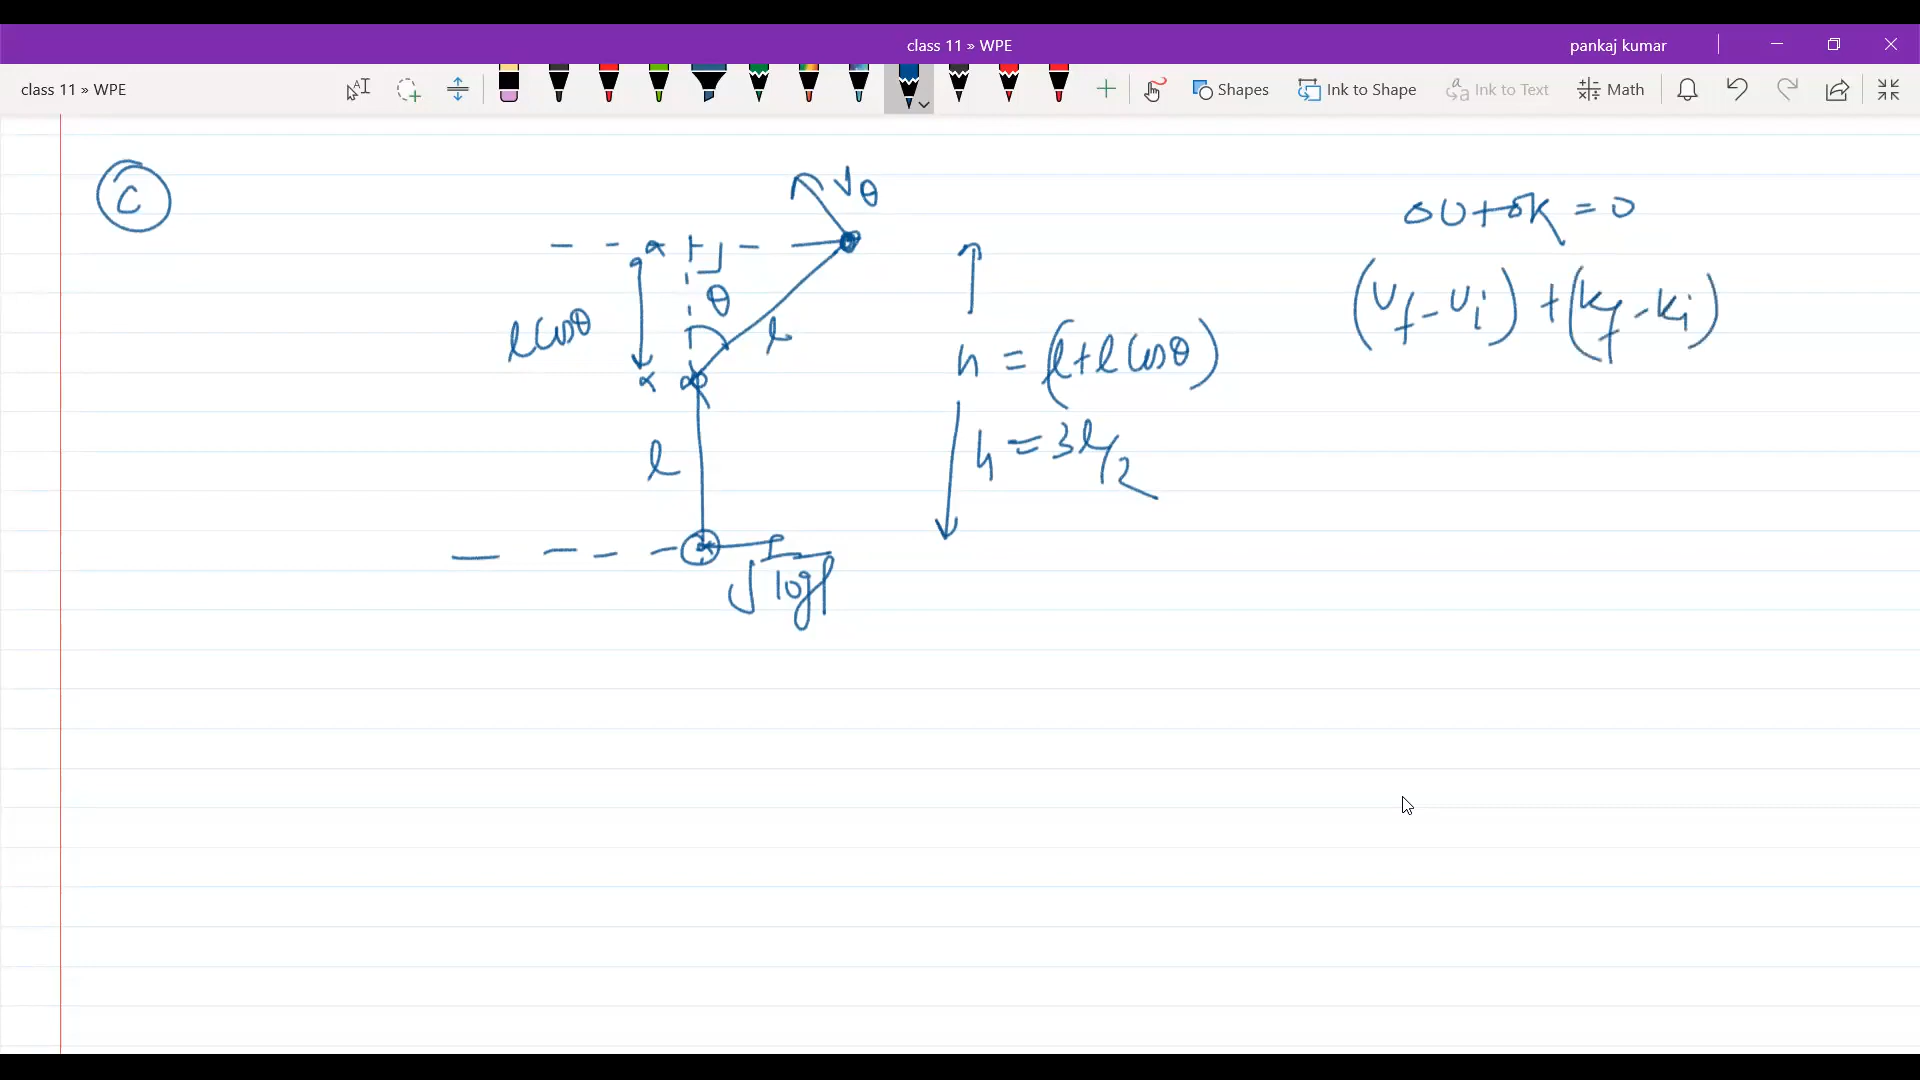 class 11 » WPE
pankaj kumar
class 11 » WPE
Shapes
Ink to Shape
Ink to Text
Math
C
Vθ
ΔU+ΔK = 0
θ
l cosθ
l
(Uf - Ui) + (Kf - Ki)
h = (l + l cosθ)
h = 3l/2
l
√10gl